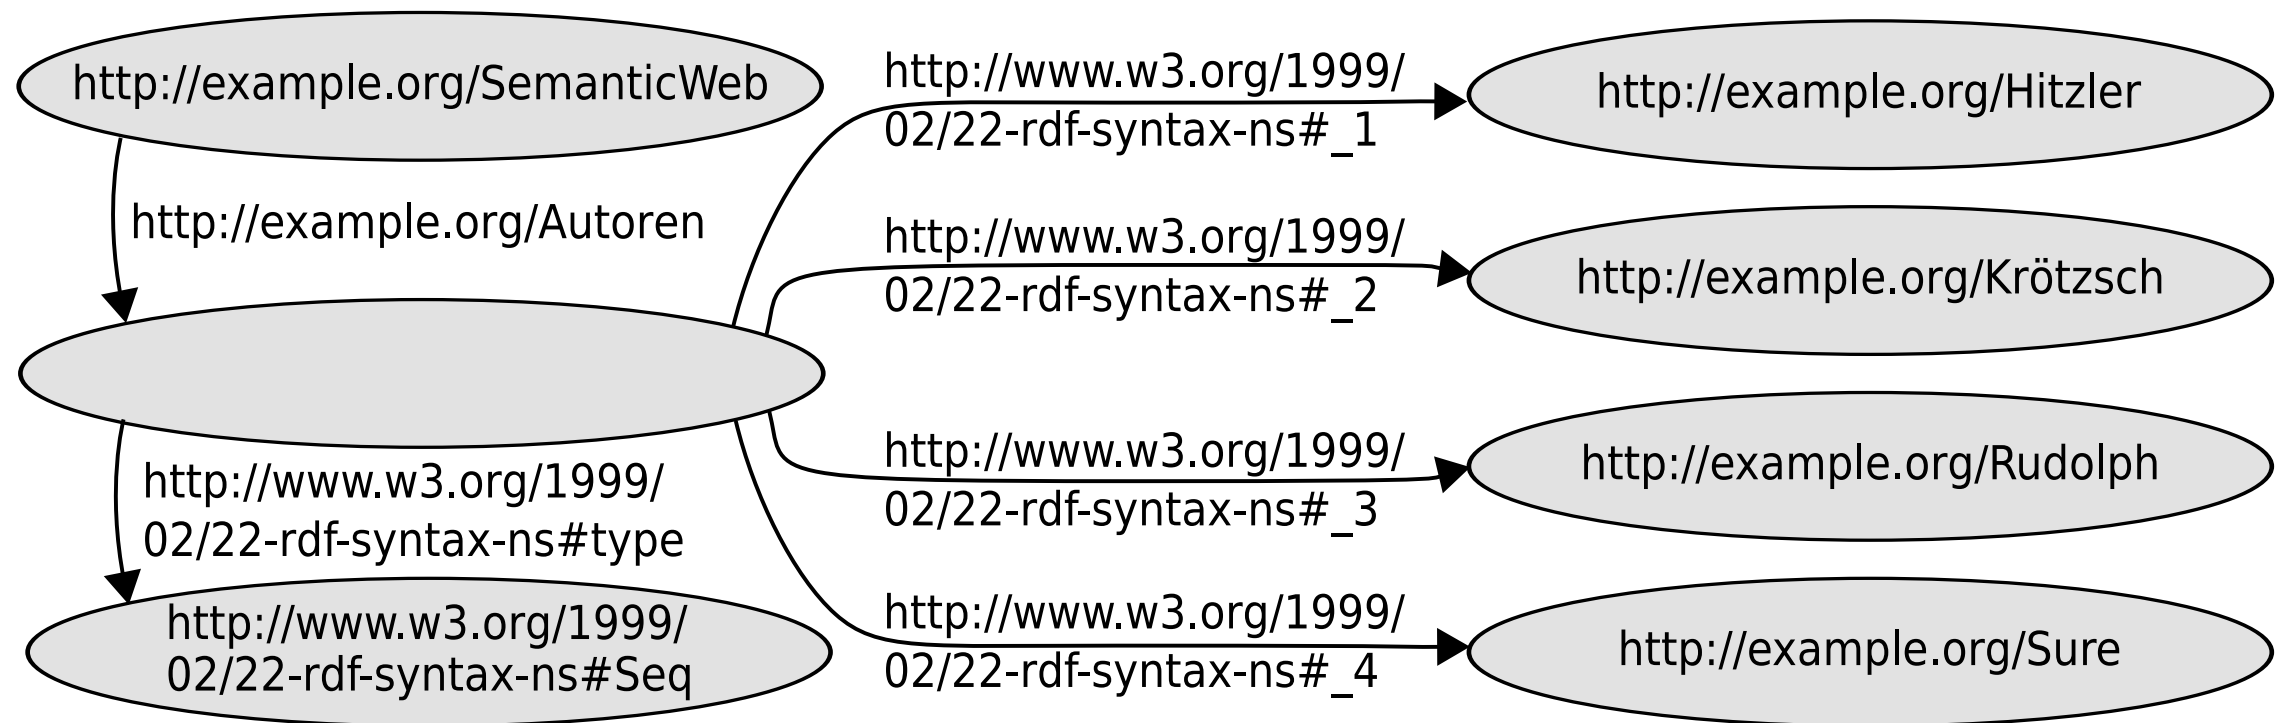 http://example.org/SemanticWeb
http://example.org/Autoren
http://www.w3.org/1999/
02/22-rdf-syntax-ns#type
http://www.w3.org/1999/
02/22-rdf-syntax-ns#Seq
http://www.w3.org/1999/
02/22-rdf-syntax-ns#_1
http://example.org/Hitzler
http://www.w3.org/1999/
02/22-rdf-syntax-ns#_2
http://example.org/Krötzsch
http://www.w3.org/1999/
02/22-rdf-syntax-ns#_3
http://example.org/Rudolph
http://www.w3.org/1999/
02/22-rdf-syntax-ns#_4
http://example.org/Sure